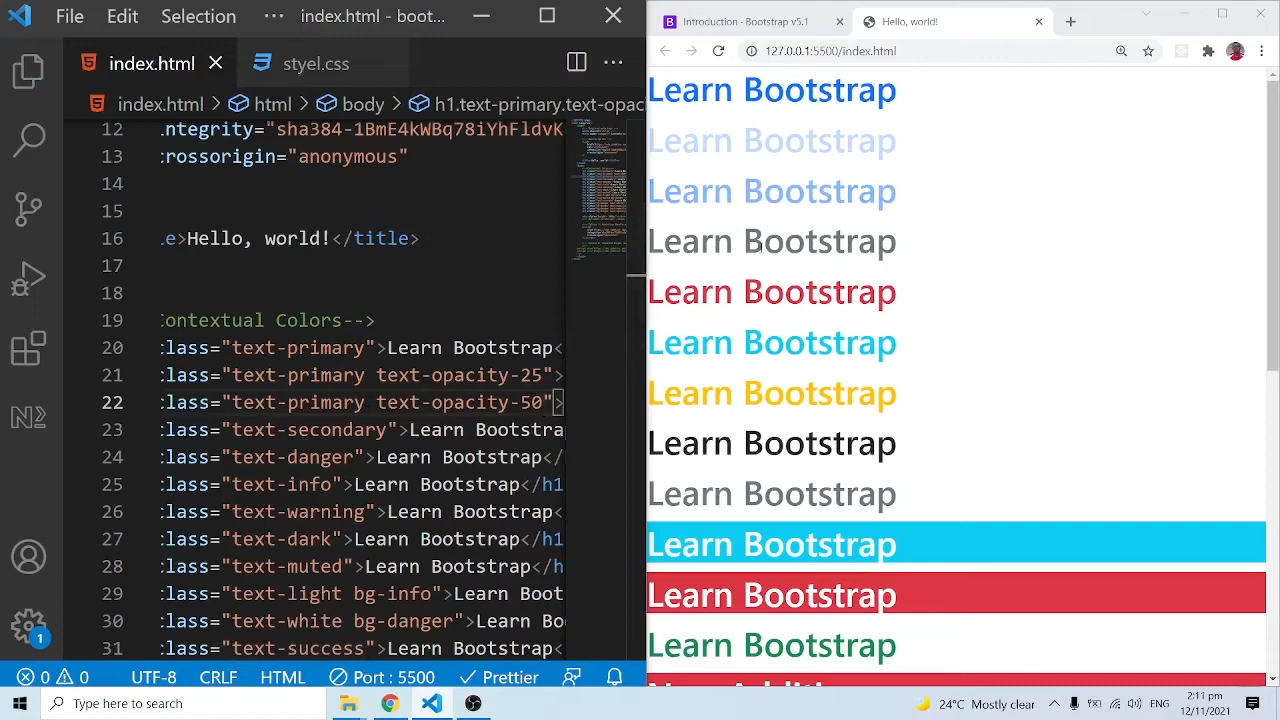 File Edit Selection ··· index.html - Learn...
index.html
style.css
html > body > h1.text-primary.text-opac
12 .ntegrity="sha
13 .rossorigin="anonymous"
14
15
16 :>Hello, world!</title>
17
18
19 :ntextual Colors-->
20 :lass="text-primary">Learn Bootstrap<
21 :lass="text-primary text-opacity-25">
22 :lass="text-primary text-opacity-50">
23 :lass="text-secondary">Learn Bootstra
24 :lass="text-danger">Learn Bootstrap</
25 :lass="text-info">Learn Bootstrap</h1
26 :lass="text-warning">Learn Bootstrap<
27 :lass="text-dark">Learn Bootstrap</h1
28 :lass="text-muted">Learn Bootstrap</h
29 :lass="text-light bg-info">Learn Boot
30 :lass="text-white bg-danger">Learn Bo
31 :lass="text-success">Learn Bootstrap<
1
0 0 UTF-8 CRLF HTML Port : 5500 Prettier
B Introduction · Bootstrap v5.1
Hello, world!
127.0.0.1:5500/index.html
Learn Bootstrap
Learn Bootstrap
Learn Bootstrap
Learn Bootstrap
Learn Bootstrap
Learn Bootstrap
Learn Bootstrap
Learn Bootstrap
Learn Bootstrap
Learn Bootstrap
Learn Bootstrap
Learn Bootstrap
Type here to search
24°C Mostly clear
2:11 pm
12/11/2021